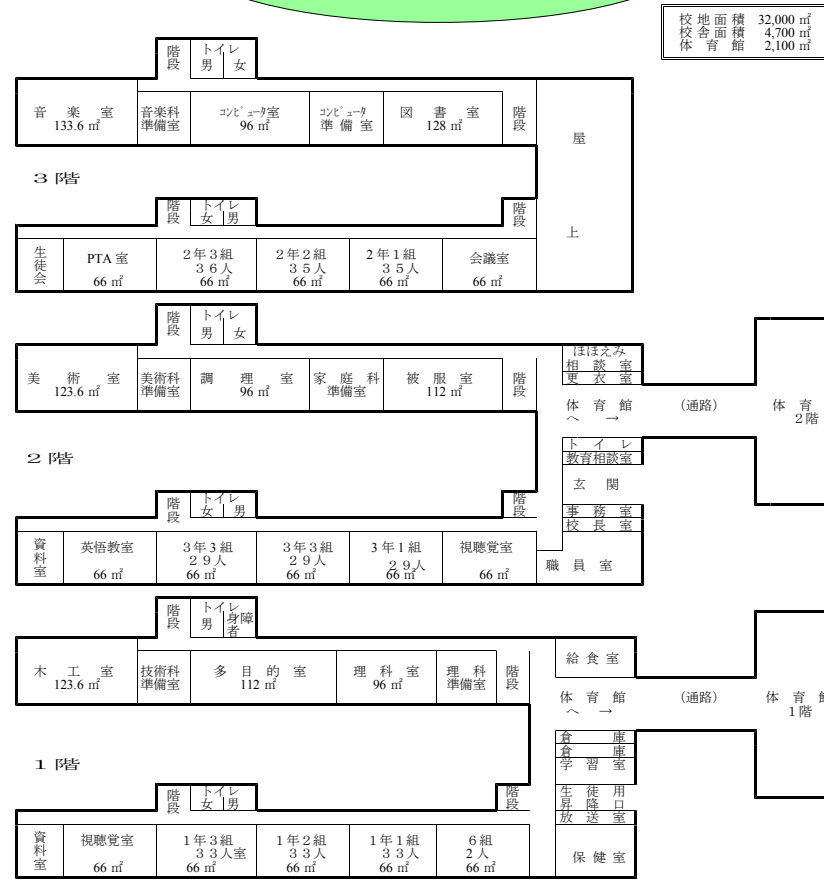 校地面積 32,000 ㎡
校舎面積 4,700 ㎡
体育館 2,100 ㎡
階段 トイレ
男 女
音楽室 133.6 ㎡
音楽科準備室
コンピュータ室 96 ㎡
コンピュータ準備室
図書室 128 ㎡
階段
屋上
3階
階段 トイレ
女 男
階段
生徒会
PTA 室 66 ㎡
2年3組 36人 66 ㎡
2年2組 35人 66 ㎡
2年1組 35人 66 ㎡
会議室 66 ㎡
階段 トイレ
男 女
美術室 123.6 ㎡
美術科準備室
調理室 96 ㎡
家庭科準備室
被服室 112 ㎡
階段
ほほえみ相談室
更衣室
体育館へ →
(通路)
体育
2階
トイレ
教育相談室
玄関
事務室
校長室
職員室
2階
階段 トイレ
女 男
階段
資料室
英悟教室 66 ㎡
3年3組 29人 66 ㎡
3年3組 29人 66 ㎡
3年1組 29人 66 ㎡
視聴覚室 66 ㎡
階段 トイレ
男 身障者
木工室 123.6 ㎡
技術科準備室
多目的室 112 ㎡
理科室 96 ㎡
理科準備室
階段
給食室
体育館へ →
(通路)
体育館
1階
倉庫
倉庫
学習室
生徒用昇降口
放送室
保健室
1階
階段 トイレ
女 男
階段
資料室
視聴覚室 66 ㎡
1年3組 33人室 66 ㎡
1年2組 33人 66 ㎡
1年1組 33人 66 ㎡
6組 2人 66 ㎡